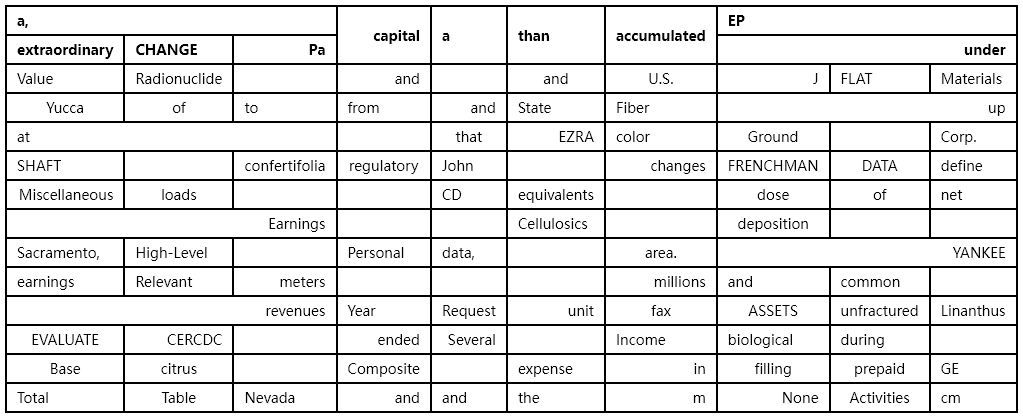 a, capital a than accumulated EP
extraordinary CHANGE Pa under
Value Radionuclide and and U.S. J FLAT Materials
Yucca of to from and State Fiber up
at that EZRA color Ground Corp.
SHAFT confertifolia regulatory John changes FRENCHMAN DATA define
Miscellaneous loads CD equivalents dose of net
Earnings Cellulosics deposition
Sacramento, High-Level Personal data, area. YANKEE
earnings Relevant meters millions and common
revenues Year Request unit fax ASSETS unfractured Linanthus
EVALUATE CERCDC ended Several Income biological during
Base citrus Composite expense in filling prepaid GE
Total Table Nevada and and the m None Activities cm